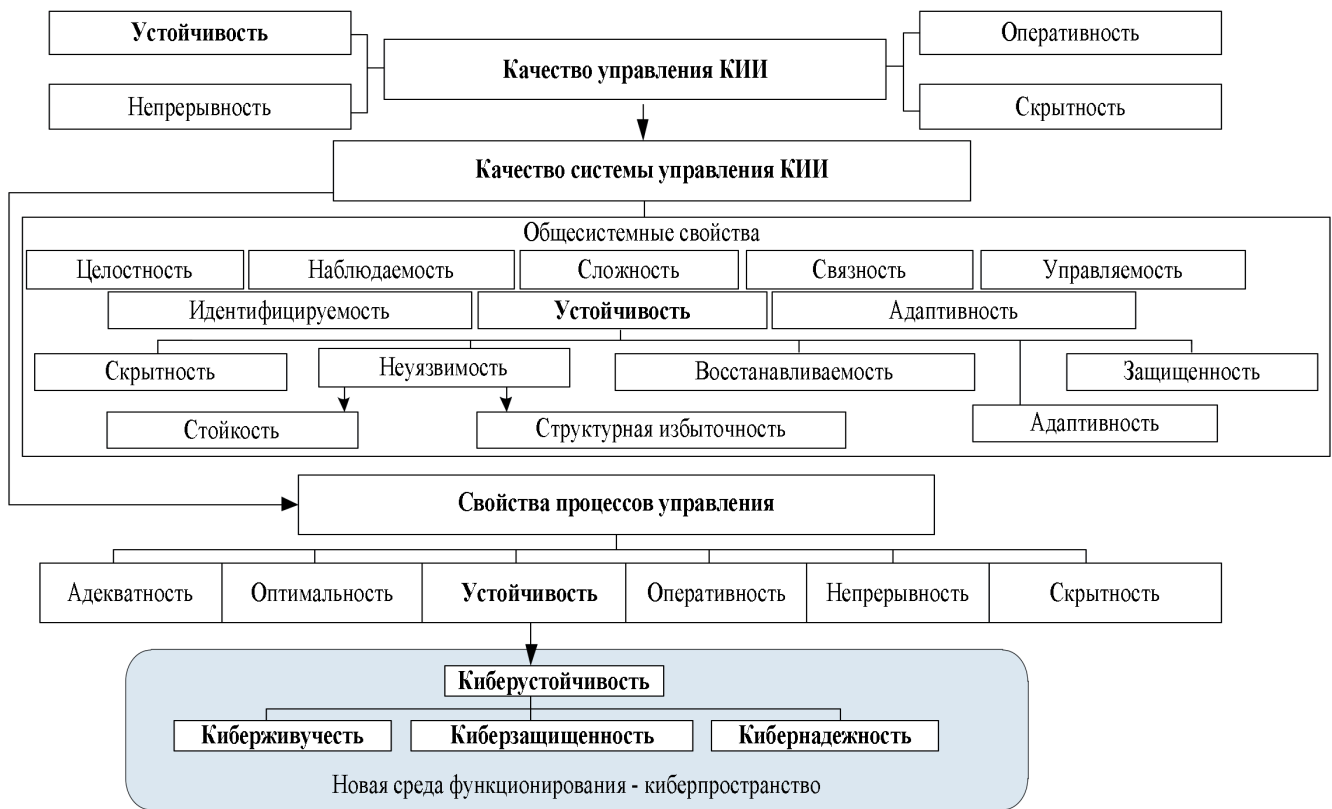 Устойчивость
Оперативность
Качество управления КИИ
Непрерывность
Скрытность
Качество системы управления КИИ
Общесистемные свойства
Целостность
Наблюдаемость
Сложность
Связность
Управляемость
Идентифицируемость
Устойчивость
Адаптивность
Скрытность
Неуязвимость
Восстанавливаемость
Защищенность
Стойкость
Структурная избыточность
Адаптивность
Свойства процессов управления
Адекватность
Оптимальность
Устойчивость
Оперативность
Непрерывность
Скрытность
Киберустойчивость
Киберживучесть
Киберзащищенность
Кибернадежность
Новая среда функционирования - киберпространство